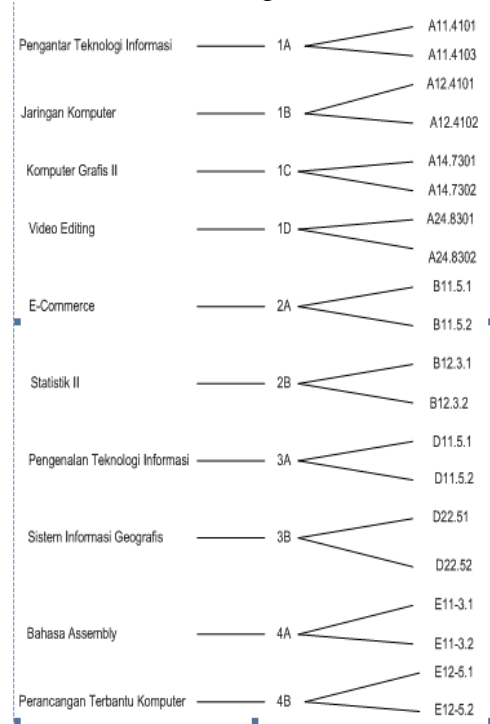 A11.4101
Pengantar Teknologi Informasi 1A
A11.4103
A12.4101
Jaringan Komputer 1B
A12.4102
A14.7301
Komputer Grafis II 1C
A14.7302
A24.8301
Video Editing 1D
A24.8302
B11.5.1
E-Commerce 2A
B11.5.2
B12.3.1
Statistik II 2B
B12.3.2
D11.5.1
Pengenalan Teknologi Informasi 3A
D11.5.2
D22.51
Sistem Informasi Geografis 3B
D22.52
E11-3.1
Bahasa Assembly 4A
E11-3.2
E12-5.1
Perancangan Terbantu Komputer 4B
E12-5.2